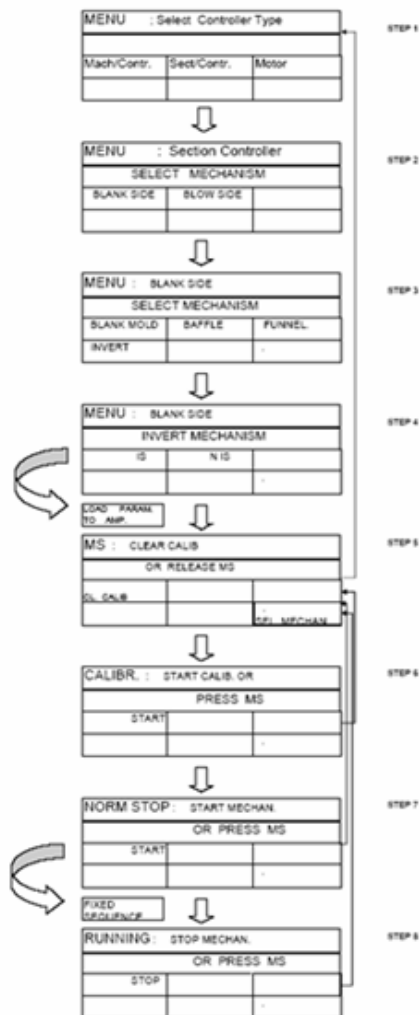 MENU : Select Controller Type
STEP 1
Mach/Contr. Sect/Contr. Motor
MENU : Section Controller
STEP 2
SELECT MECHANISM
BLANK SIDE BLOW SIDE
MENU : BLANK SIDE
STEP 3
SELECT MECHANISM
BLANK MOLD BAFFLE FUNNEL.
INVERT
MENU : BLANK SIDE
STEP 4
INVERT MECHANISM
IS N IS
LOAD PARAM.
TO AMP.
MS : CLEAR CALIB
STEP 5
OR RELEASE MS
CL. CALIB
SEL. MECHAN
CALIBR. : START CALIB. OR
STEP 6
PRESS MS
START
NORM STOP : START MECHAN.
STEP 7
OR PRESS MS
START
FIXED
SEQUENCE
RUNNING : STOP MECHAN.
STEP 8
OR PRESS MS
STOP